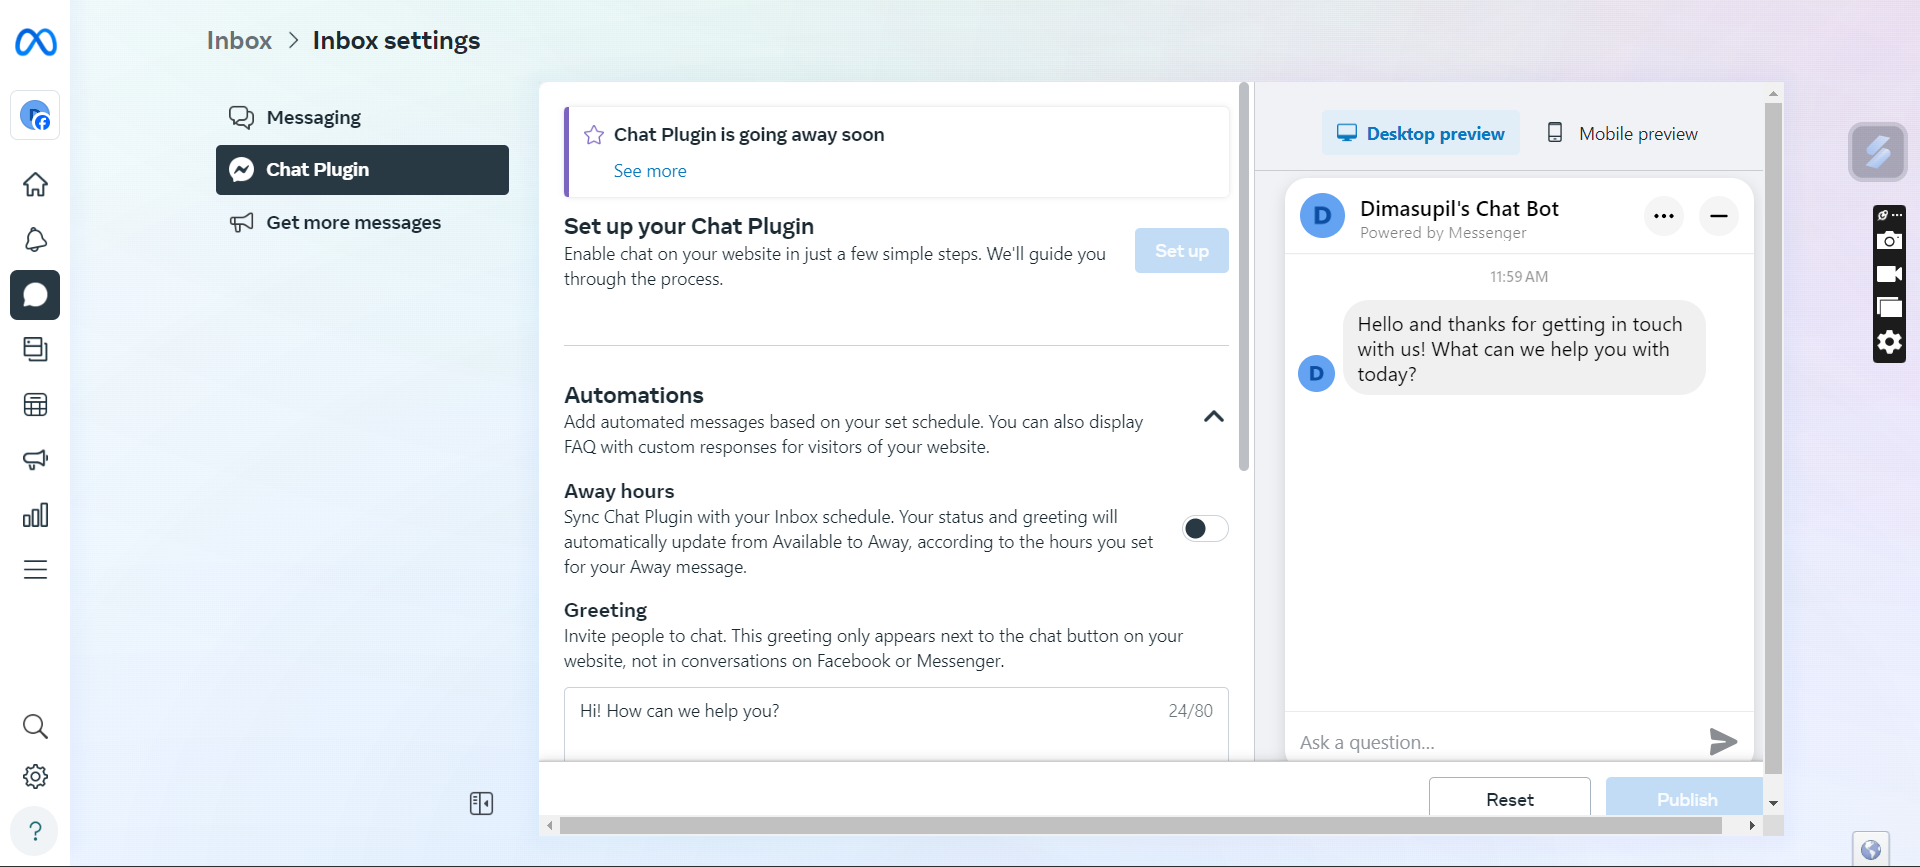 Inbox > Inbox settings
Messaging
Chat Plugin
Get more messages
Chat Plugin is going away soon
See more
Set up your Chat Plugin
Enable chat on your website in just a few simple steps. We'll guide you
through the process.
Set up
Automations
Add automated messages based on your set schedule. You can also display
FAQ with custom responses for visitors of your website.
Away hours
Sync Chat Plugin with your Inbox schedule. Your status and greeting will
automatically update from Available to Away, according to the hours you set
for your Away message.
Greeting
Invite people to chat. This greeting only appears next to the chat button on your
website, not in conversations on Facebook or Messenger.
Hi! How can we help you?
24/80
Desktop preview
Mobile preview
D
Dimasupil's Chat Bot
Powered by Messenger
11:59 AM
Hello and thanks for getting in touch
with us! What can we help you with
today?
D
Ask a question...
Reset
Publish